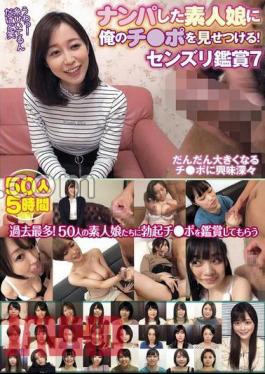 ナンパした素人娘に
俺のチ●ポを見せつける!
センズリ鑑賞7
だんだん大きくなる
チ●ポに興味深々
50人
5時間
過去最多!50人の素人娘たちに勃起チ●ポを鑑賞してもらう